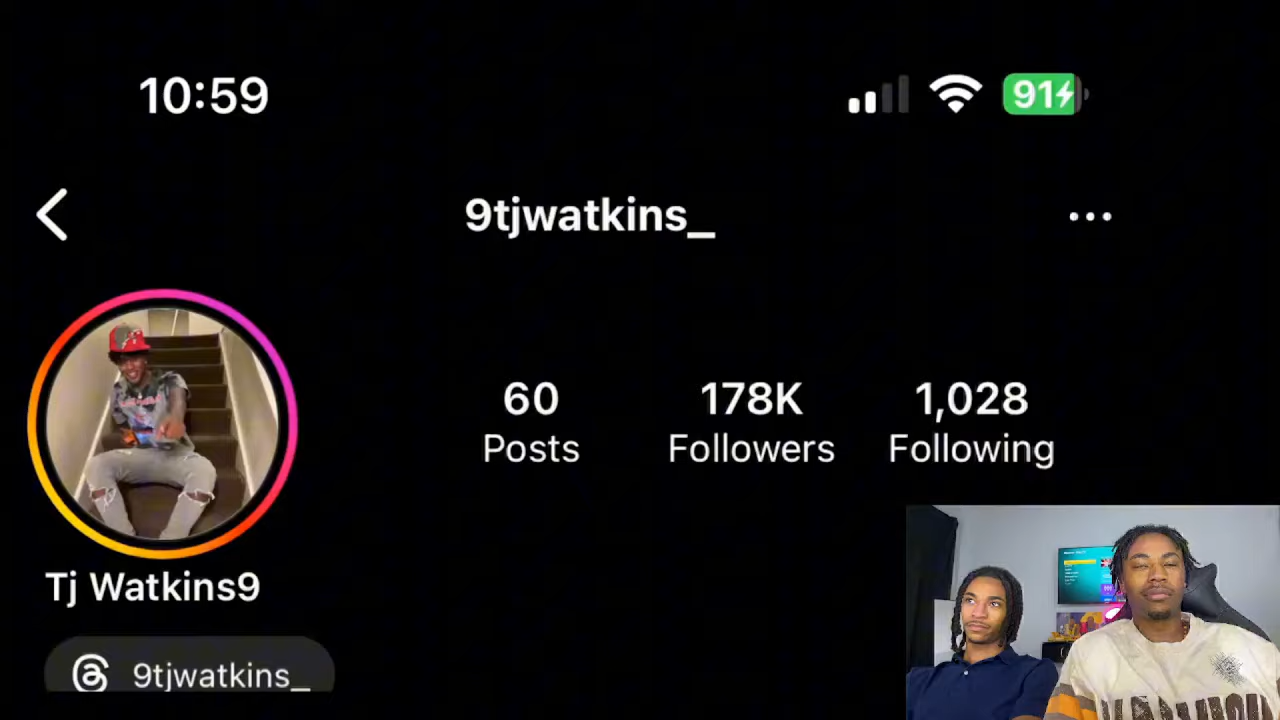 10:59
91
9tjwatkins_
60
178K
1,028
Posts
Followers
Following
Tj Watkins9
9tjwatkins_